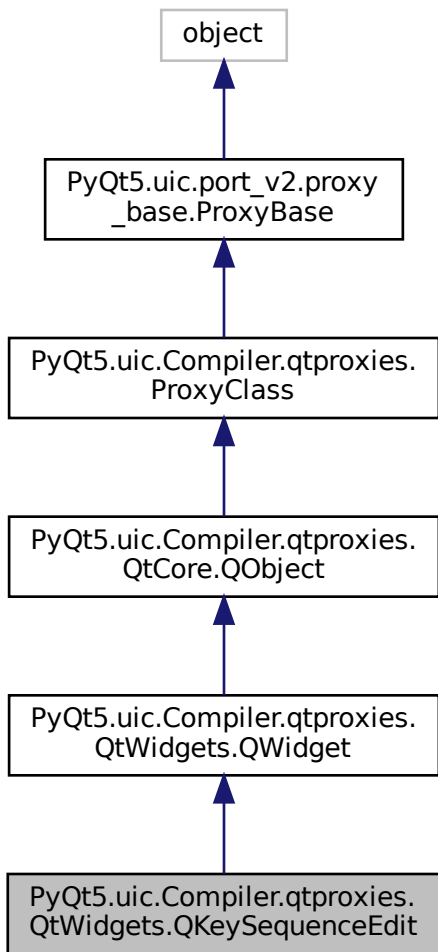 object
PyQt5.uic.port_v2.proxy
_base.ProxyBase
PyQt5.uic.Compiler.qtproxies.
ProxyClass
PyQt5.uic.Compiler.qtproxies.
QtCore.QObject
PyQt5.uic.Compiler.qtproxies.
QtWidgets.QWidget
PyQt5.uic.Compiler.qtproxies.
QtWidgets.QKeySequenceEdit